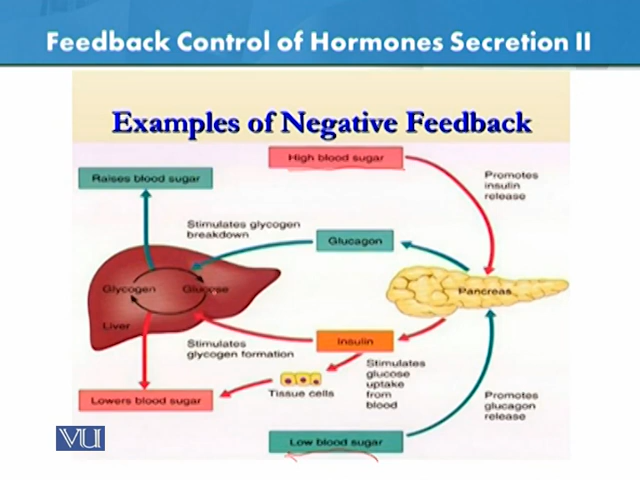 Feedback Control of Hormones Secretion II
Examples of Negative Feedback
High blood sugar
Raises blood sugar
Promotes
insulin
release
Stimulates glycogen
breakdown
Glucagon
Glycogen
Glucose
Pancreas
Liver
Stimulates
glycogen formation
Insulin
Stimulates
glucose
uptake
from
blood
Tissue cells
Lowers blood sugar
Promotes
glucagon
release
Low blood sugar
VU